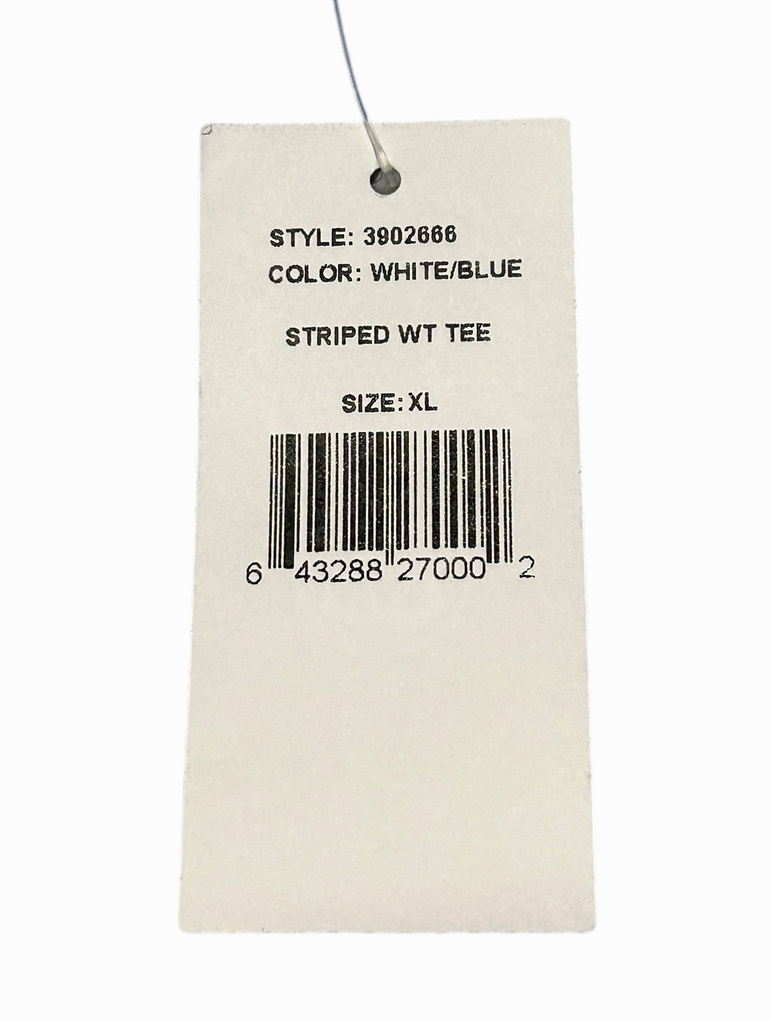 STYLE: 3902666
COLOR: WHITE/BLUE
STRIPED WT TEE
SIZE: XL
6 43288 27000 2